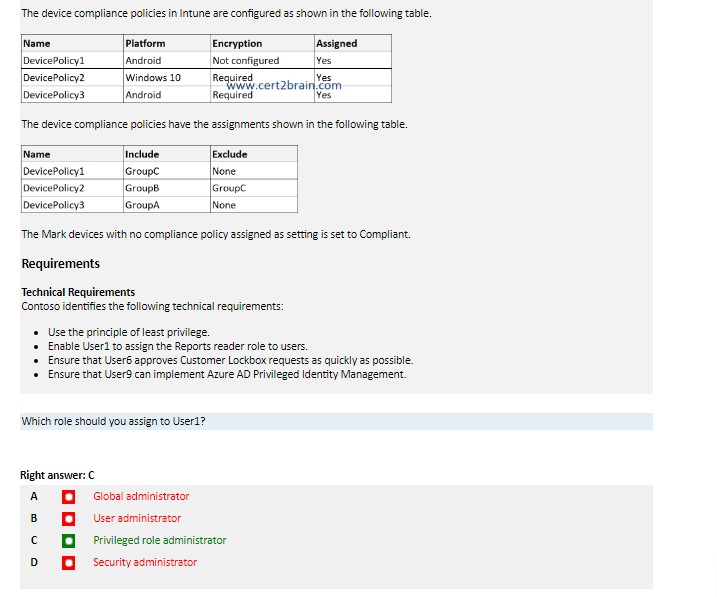 The device compliance policies in Intune are configured as shown in the following table.
Name Platform Encryption Assigned
DevicePolicy1 Android Not configured Yes
DevicePolicy2 Windows 10 Required Yes
www.cert2brain.com
DevicePolicy3 Android Required Yes
The device compliance policies have the assignments shown in the following table.
Name Include Exclude
DevicePolicy1 GroupC None
DevicePolicy2 GroupB GroupC
DevicePolicy3 GroupA None
The Mark devices with no compliance policy assigned as setting is set to Compliant.
Requirements
Technical Requirements
Contoso identifies the following technical requirements:
• Use the principle of least privilege.
• Enable User1 to assign the Reports reader role to users.
• Ensure that User6 approves Customer Lockbox requests as quickly as possible.
• Ensure that User9 can implement Azure AD Privileged Identity Management.
Which role should you assign to User1?
Right answer: C
A Global administrator
B User administrator
C Privileged role administrator
D Security administrator